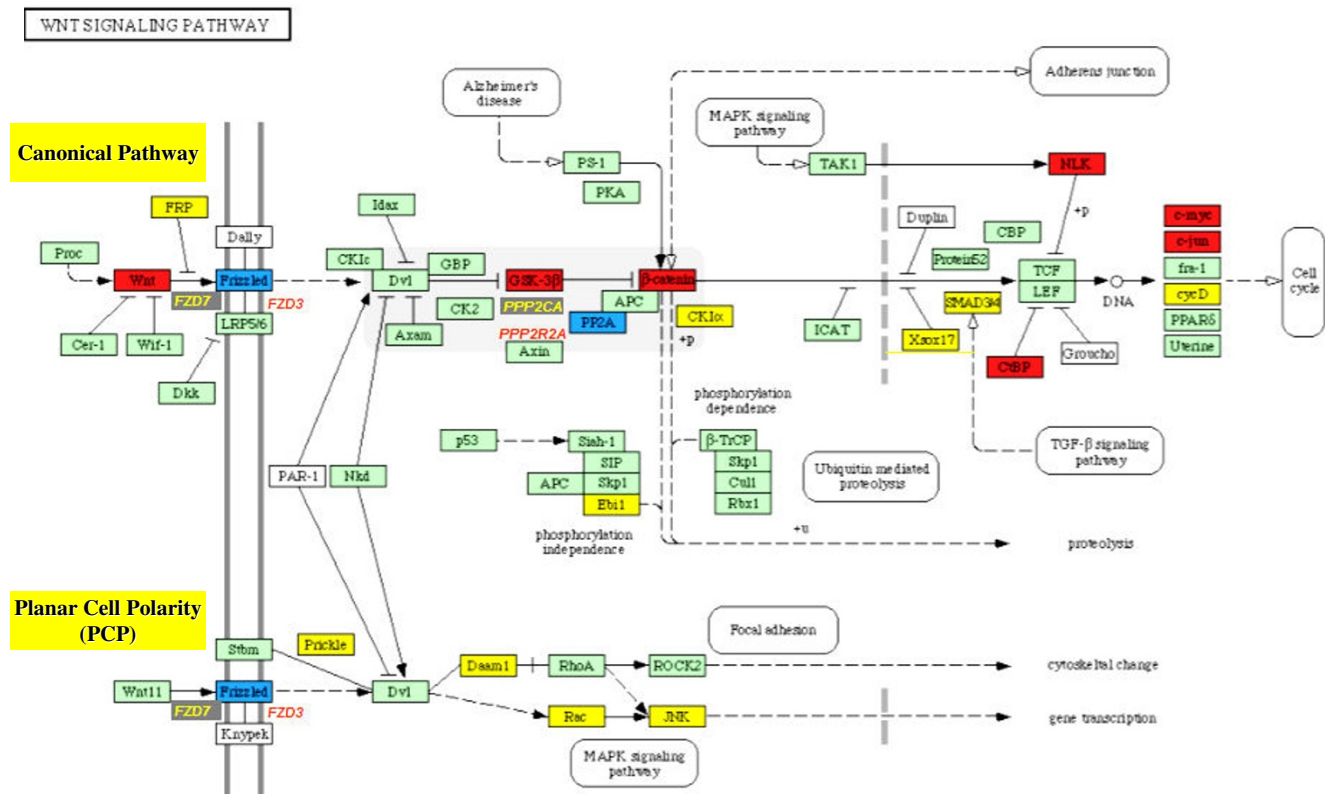 WNT SIGNALING PATHWAY
Alzheimer's
disease
Adherens junction
MAPK signaling
pathway
Canonical Pathway
PS-1
TAK1
NLK
PKA
+p
FRP
Idax
Duplin
c-myc
Dally
CBP
c-jun
Proc
CKIε
GBP
Protein52
fra-1
Cell
cycle
Wnt
Frizzled
Dvl
GSK-3β
β-catenin
TCF
LEF
DNA
FZD7
FZD3
CK2
PPP2CA
APC
SMAD3/4
cycD
LRP5/6
PP2A
CKIα
PPARδ
Cer-1
Wif-1
Axam
PPP2R2A
+p
ICAT
Xsox17
Groucho
Uterine
Axin
CtBP
Dkk
phosphorylation
dependence
p53
Siah-1
β-TrCP
TGF-β signaling
pathway
PAR-1
Nkd
SIP
Skp1
Ubiquitin mediated
proteolysis
APC
Skp1
Cul1
Ebi1
Rbx1
+u
phosphorylation
independence
proteolysis
Planar Cell Polarity
(PCP)
Focal adhesion
Stbm
Prickle
Daam1
RhoA
ROCK2
cytoskeltal change
Wnt11
Frizzled
Dvl
FZD7
FZD3
Rac
JNK
gene transcription
Knypek
MAPK signaling
pathway